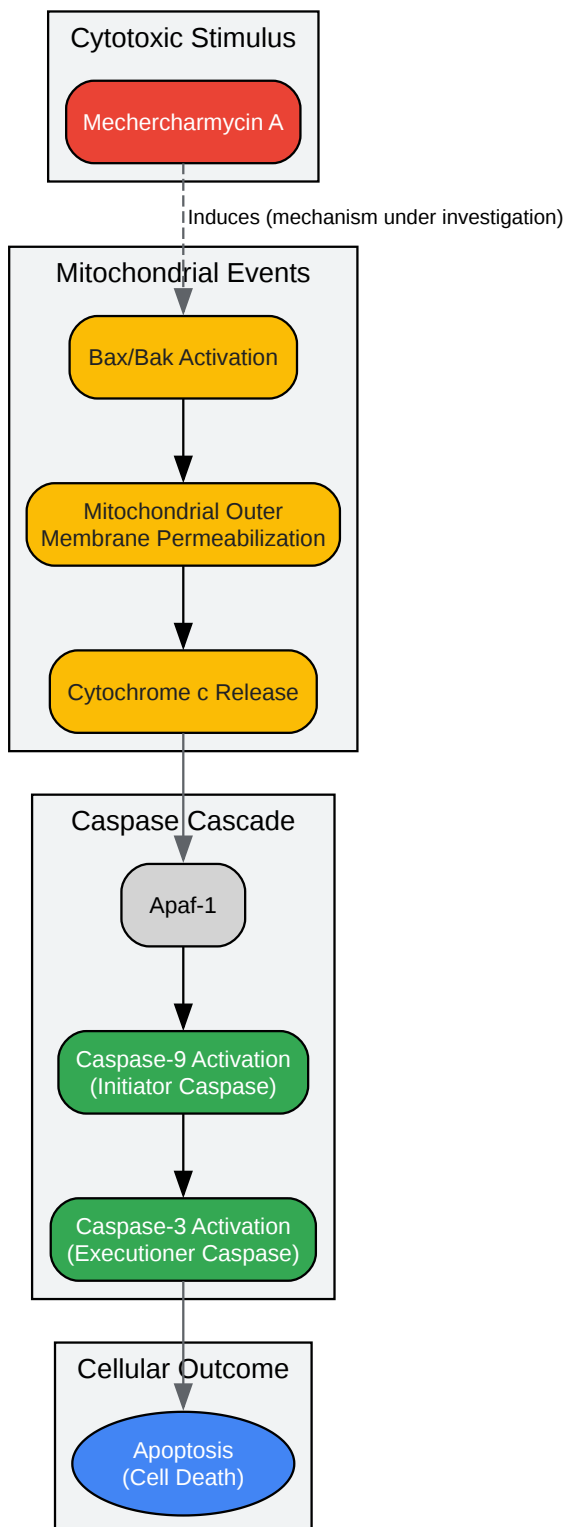 Cytotoxic Stimulus
Mechercharmycin A
Induces (mechanism under investigation)
Mitochondrial Events
Bax/Bak Activation
Mitochondrial Outer
Membrane Permeabilization
Cytochrome c Release
Caspase Cascade
Apaf-1
Caspase-9 Activation
(Initiator Caspase)
Caspase-3 Activation
(Executioner Caspase)
Cellular Outcome
Apoptosis
(Cell Death)